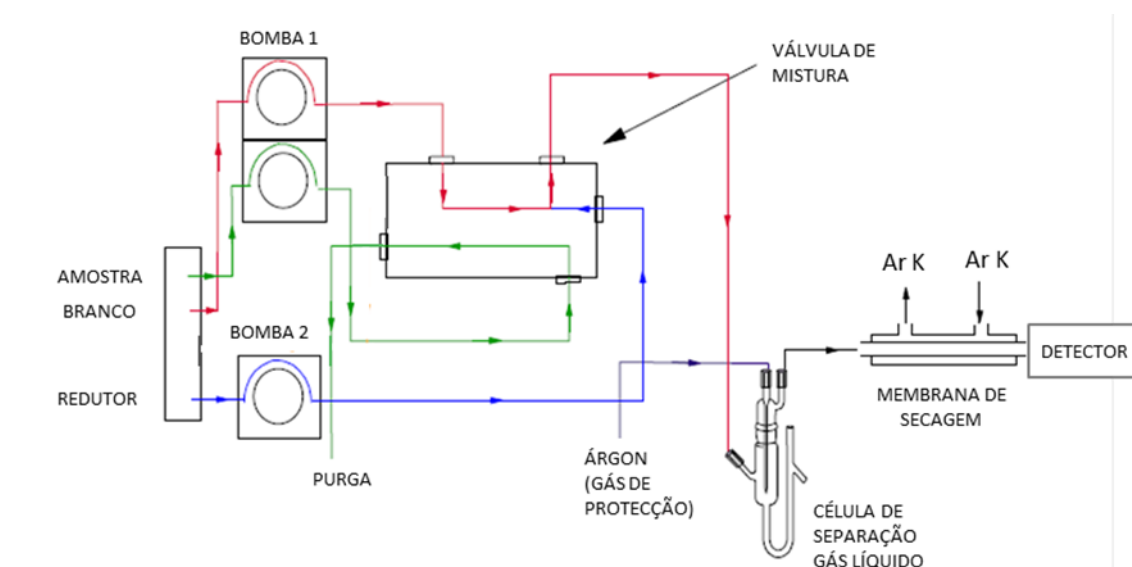 BOMBA 1
VÁLVULA DE
MISTURA
AMOSTRA
BRANCO
BOMBA 2
REDUTOR
PURGA
ÁRGON
(GÁS DE
PROTECÇÃO)
Ar K
Ar K
DETECTOR
MEMBRANA DE
SECAGEM
CÉLULA DE
SEPARAÇÃO
GÁS LÍQUIDO